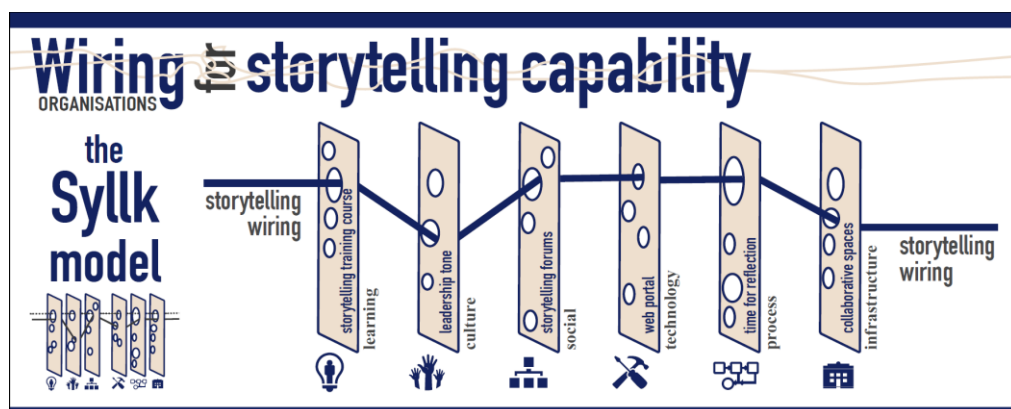 Wiring for storytelling capability
ORGANISATIONS
the
Syllk
model
storytelling
wiring
storytelling training course
learning
leadership tone
culture
storytelling forums
social
web portal
technology
time for reflection
process
collaborative spaces
infrastructure
storytelling
wiring